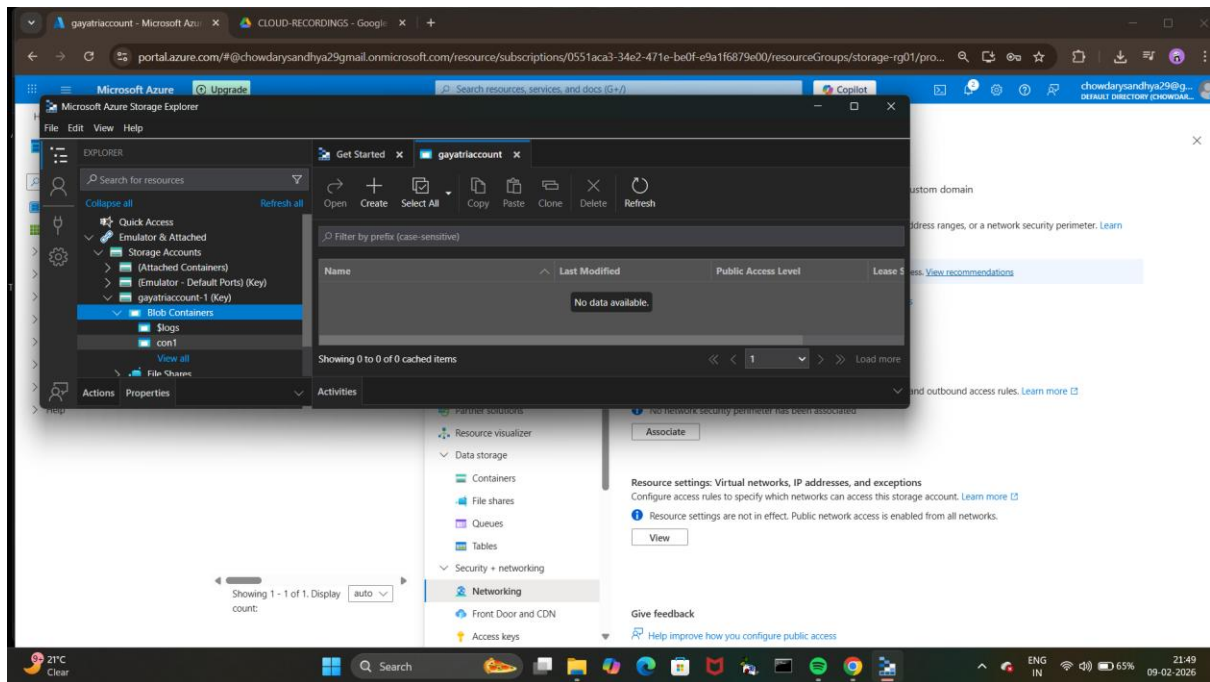 gayatriaccount - Microsoft Azu
CLOUD-RECORDINGS - Google
portal.azure.com/#@chowdarysandhya29gmail.onmicrosoft.com/resource/subscriptions/0551aca3-34e2-471e-be0f-e9a1f6879e00/resourceGroups/storage-rg01/pro...
Microsoft Azure
Upgrade
Search resources, services, and docs (G+/)
Copilot
chowdarysandhya29@g...
DEFAULT DIRECTORY (CHOWDAR...
Microsoft Azure Storage Explorer
File Edit View Help
EXPLORER
Search for resources
Collapse all
Refresh all
Quick Access
Emulator & Attached
Storage Accounts
(Attached Containers)
(Emulator - Default Ports) (Key)
gayatriaccount-1 (Key)
Blob Containers
$logs
con1
View all
File Shares
Actions Properties
Get Started
gayatriaccount
Open Create Select All Copy Paste Clone Delete Refresh
Filter by prefix (case-sensitive)
Name Last Modified Public Access Level Lease S
No data available.
Showing 0 to 0 of 0 cached items
1
Load more
Activities
ustom domain
ddress ranges, or a network security perimeter. Learn
ess. View recommendations
and outbound access rules. Learn more
Help
Partner solutions
Resource visualizer
Data storage
Containers
File shares
Queues
Tables
Security + networking
Networking
Front Door and CDN
Access keys
No network security perimeter has been associated
Associate
Resource settings: Virtual networks, IP addresses, and exceptions
Configure access rules to specify which networks can access this storage account. Learn more
Resource settings are not in effect. Public network access is enabled from all networks.
View
Give feedback
Help improve how you configure public access
Showing 1 - 1 of 1. Display
count:
auto
9+
21°C
Clear
Search
ENG
IN
65%
21:49
09-02-2026